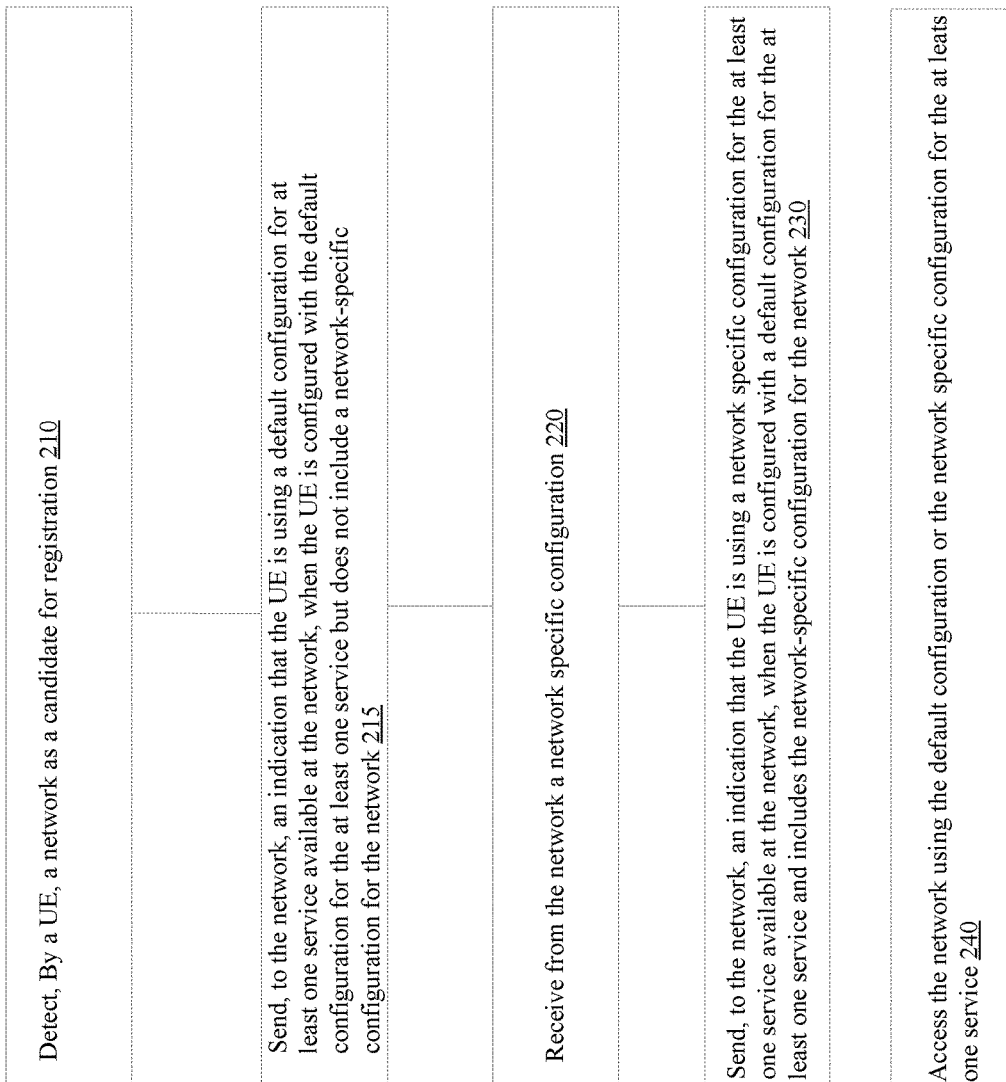 Detect, By a UE, a network as a candidate for registration 210
Send, to the network, an indication that the UE is using a default configuration for at
least one service available at the network, when the UE is configured with the default
configuration for the at least one service but does not include a network-specific
configuration for the network 215
Receive from the network a network specific configuration 220
Send, to the network, an indication that the UE is using a network specific configuration for the at least
one service available at the network, when the UE is configured with a default configuration for the at
least one service and includes the network-specific configuration for the network 230
Access the network using the default configuration or the network specific configuration for the at leats
one service 240